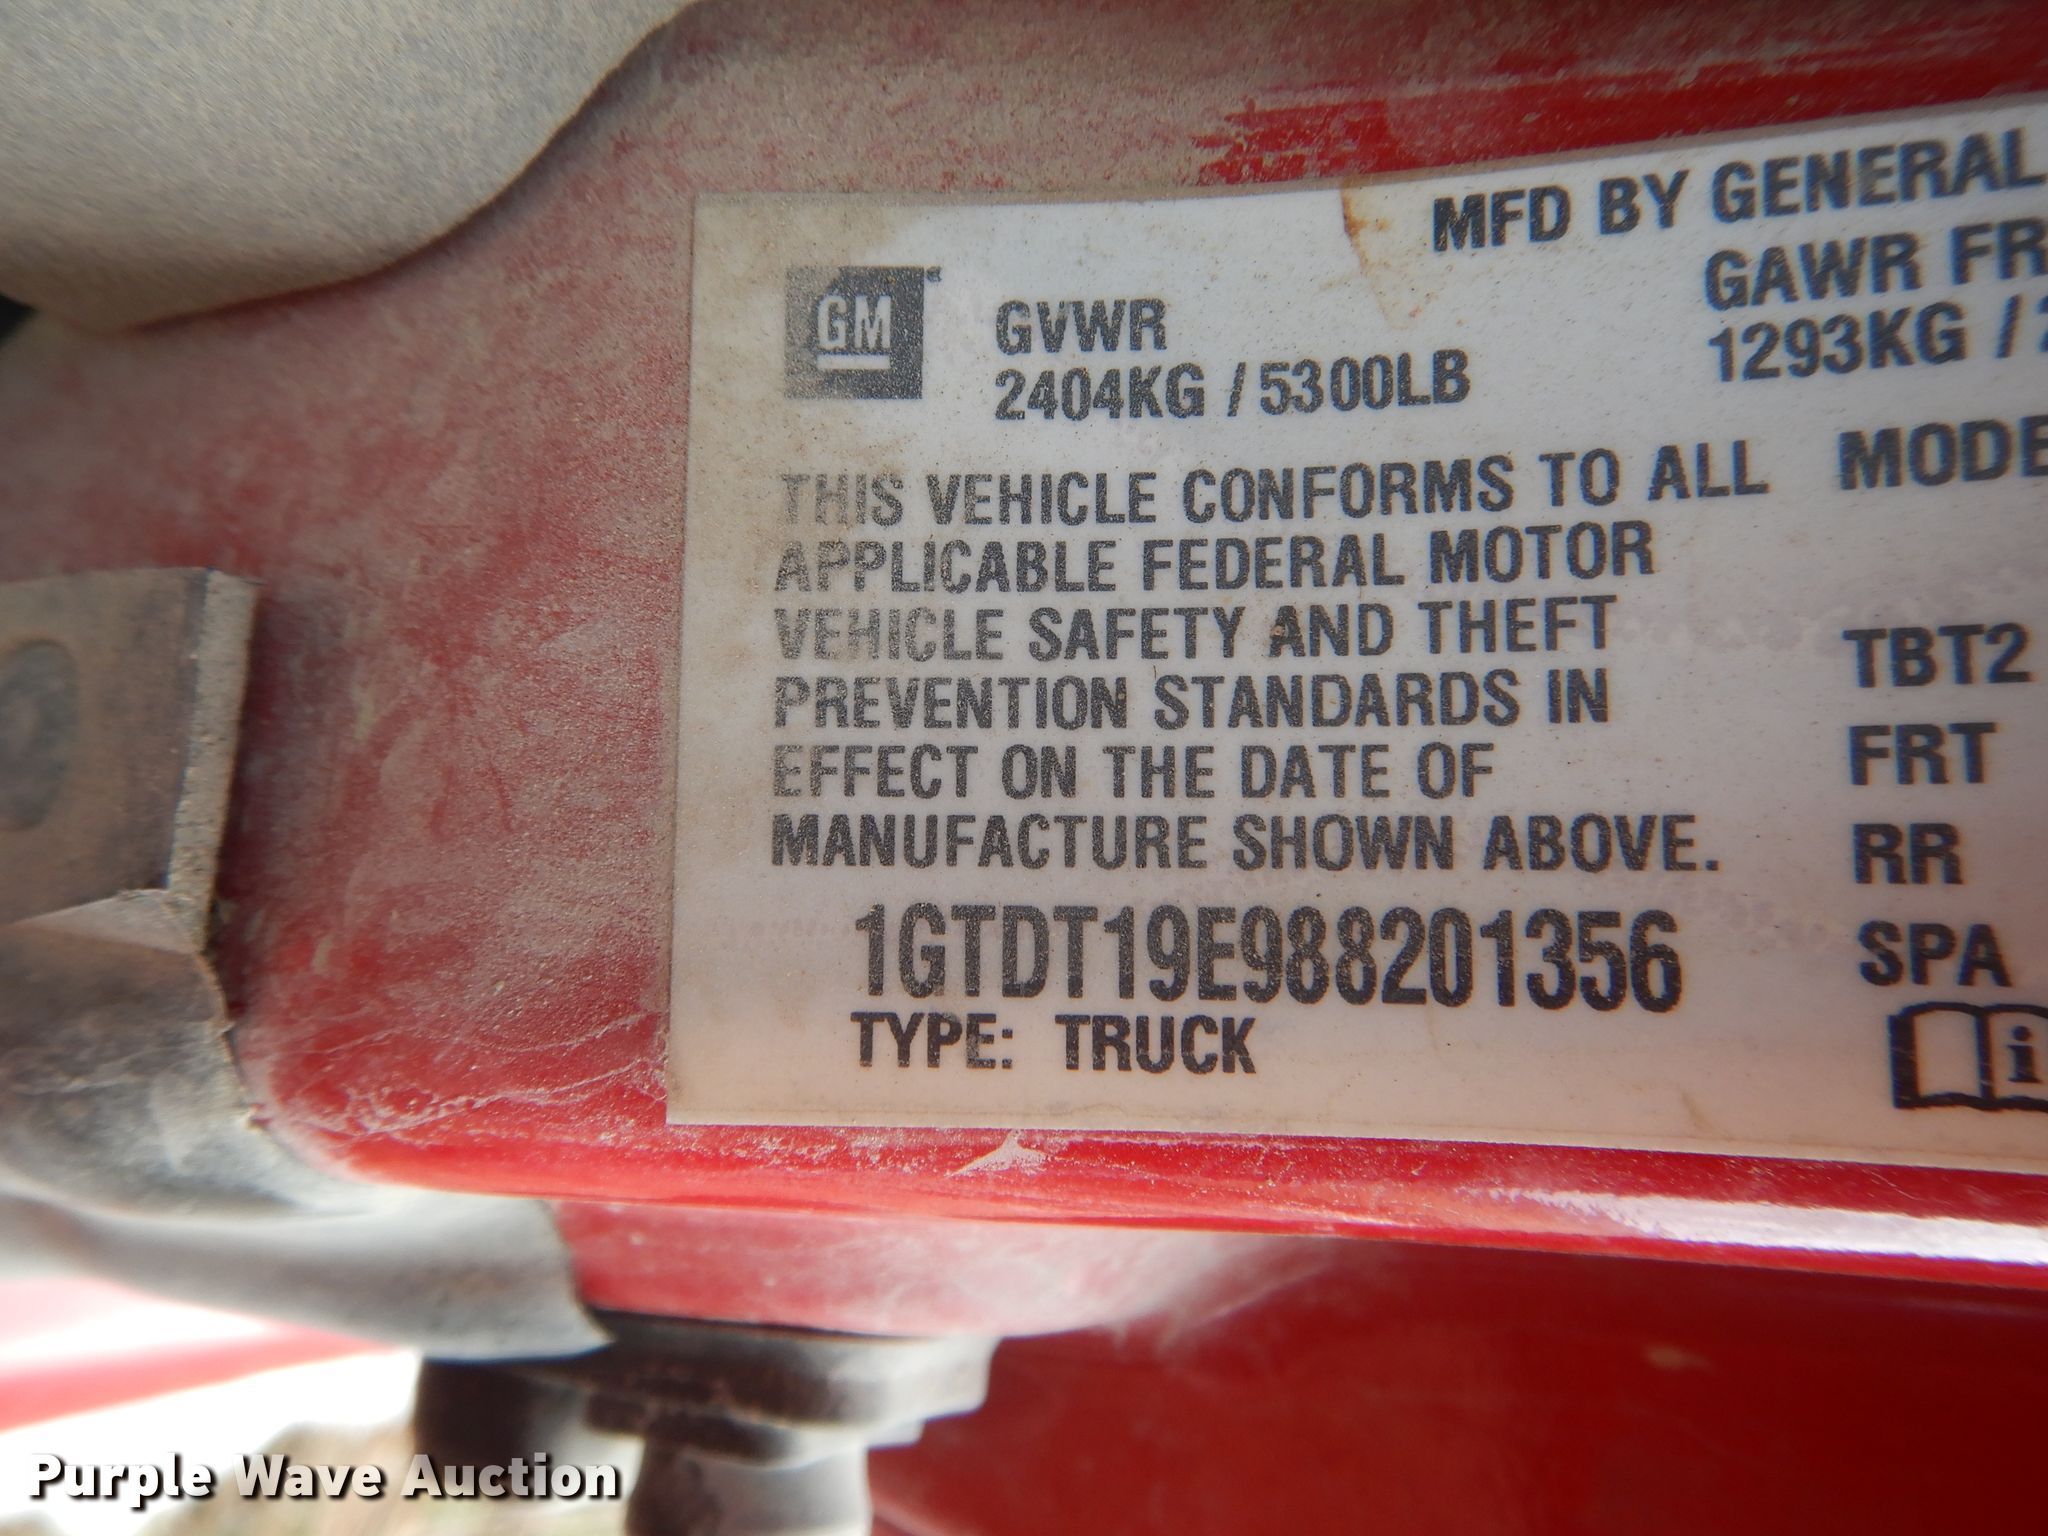 MFD BY GENERAL
GM
GVWR
GAWR FR
2404KG / 5300LB
1293KG / 2
THIS VEHICLE CONFORMS TO ALL
MODE
APPLICABLE FEDERAL MOTOR
VEHICLE SAFETY AND THEFT
PREVENTION STANDARDS IN
EFFECT ON THE DATE OF
MANUFACTURE SHOWN ABOVE.
1GTDT19E988201356
TYPE: TRUCK
TBT2
FRT
RR
SPA
i
Purple Wave Auction